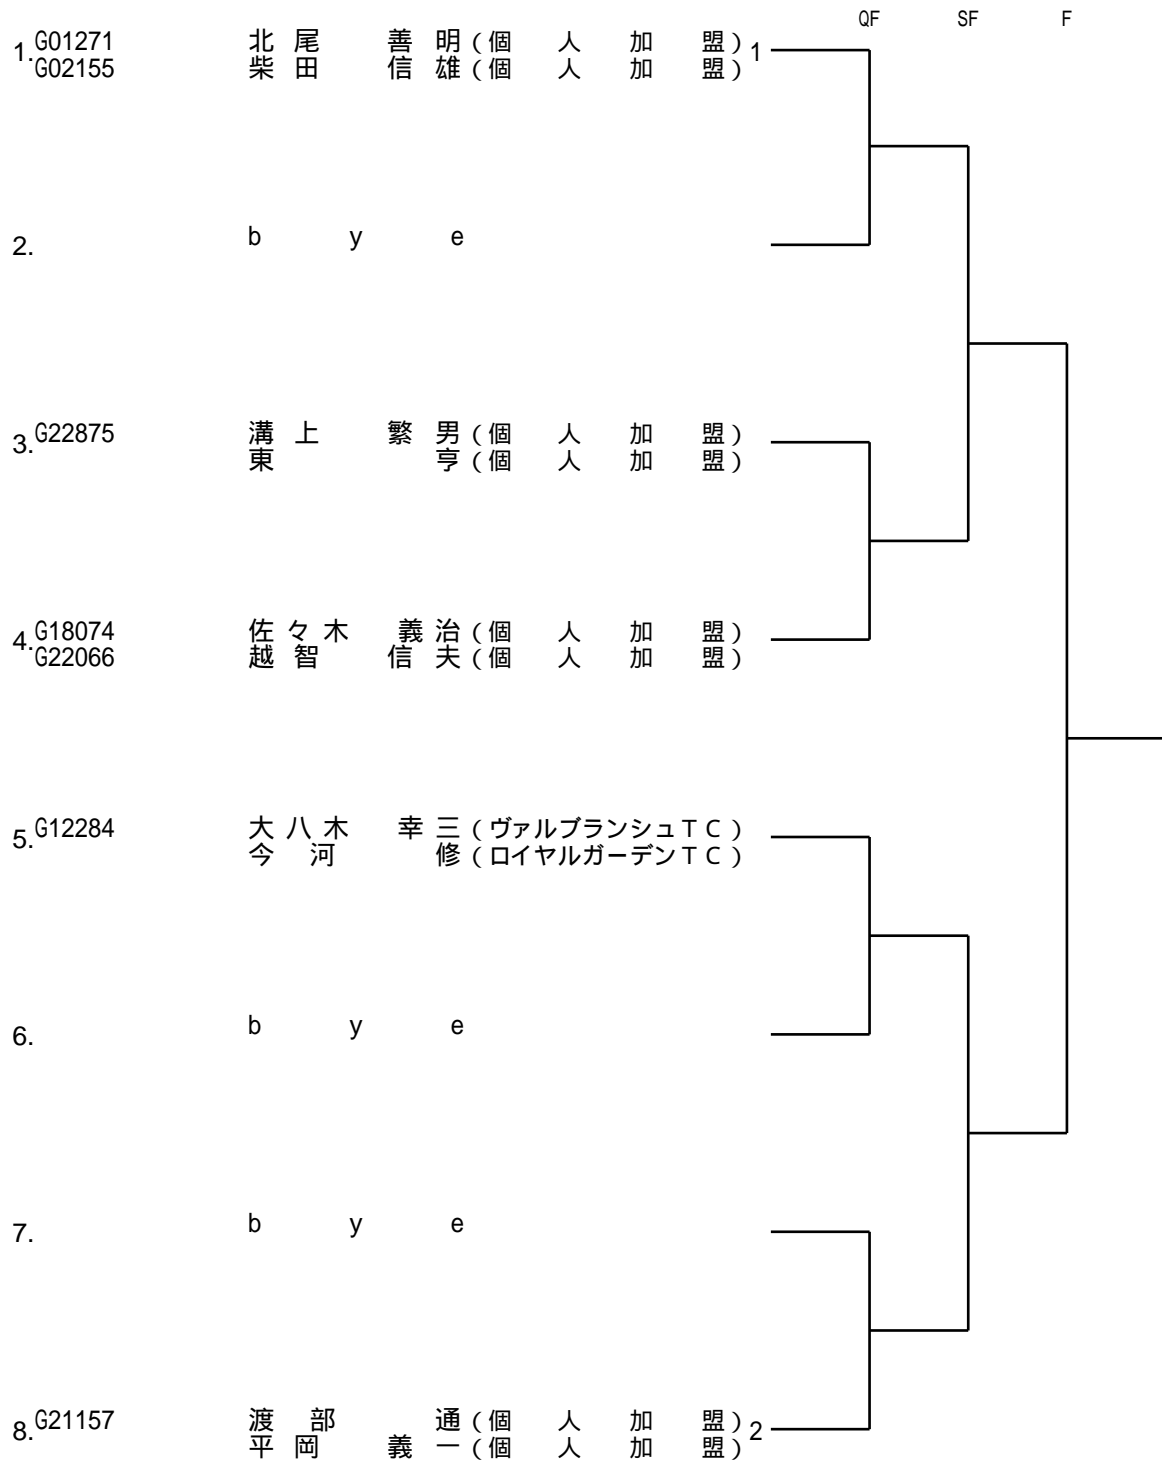 QF SF F
1. G01271 北尾 善明(個人加盟) 1
G02155 柴田 信雄(個人加盟)
2. bye
3. G22875 溝上 繁男(個人加盟)
東 亨(個人加盟)
4. G18074 佐々木 義治(個人加盟)
G22066 越智 信夫(個人加盟)
5. G12284 大八木 幸三(ヴァルブランシュTC)
今河 修(ロイヤルガーデンTC)
6. bye
7. bye
8. G21157 渡部 通(個人加盟) 2
平岡 義一(個人加盟)